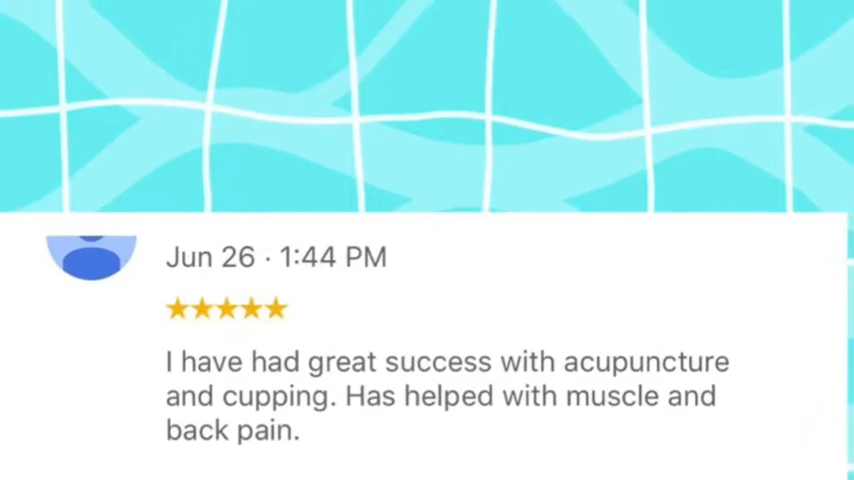 Jun 26 · 1:44 PM
I have had great success with acupuncture
and cupping. Has helped with muscle and
back pain.